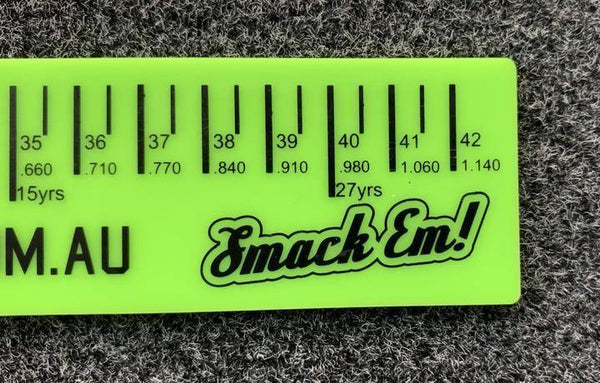 35 36 37 38 39 40 41 42
.660 .710 .770 .840 .910 .980 1.060 1.140
15yrs 27yrs
M.AU
Smack Em!